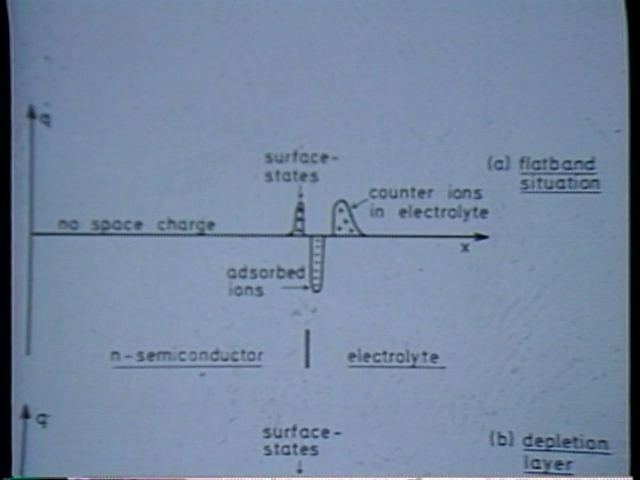 q
surface-
states
(a) flatband
situation
counter ions
in electrolyte
no space charge
x
adsorbed
ions
n-semiconductor
electrolyte
q
surface-
states
(b) depletion
layer